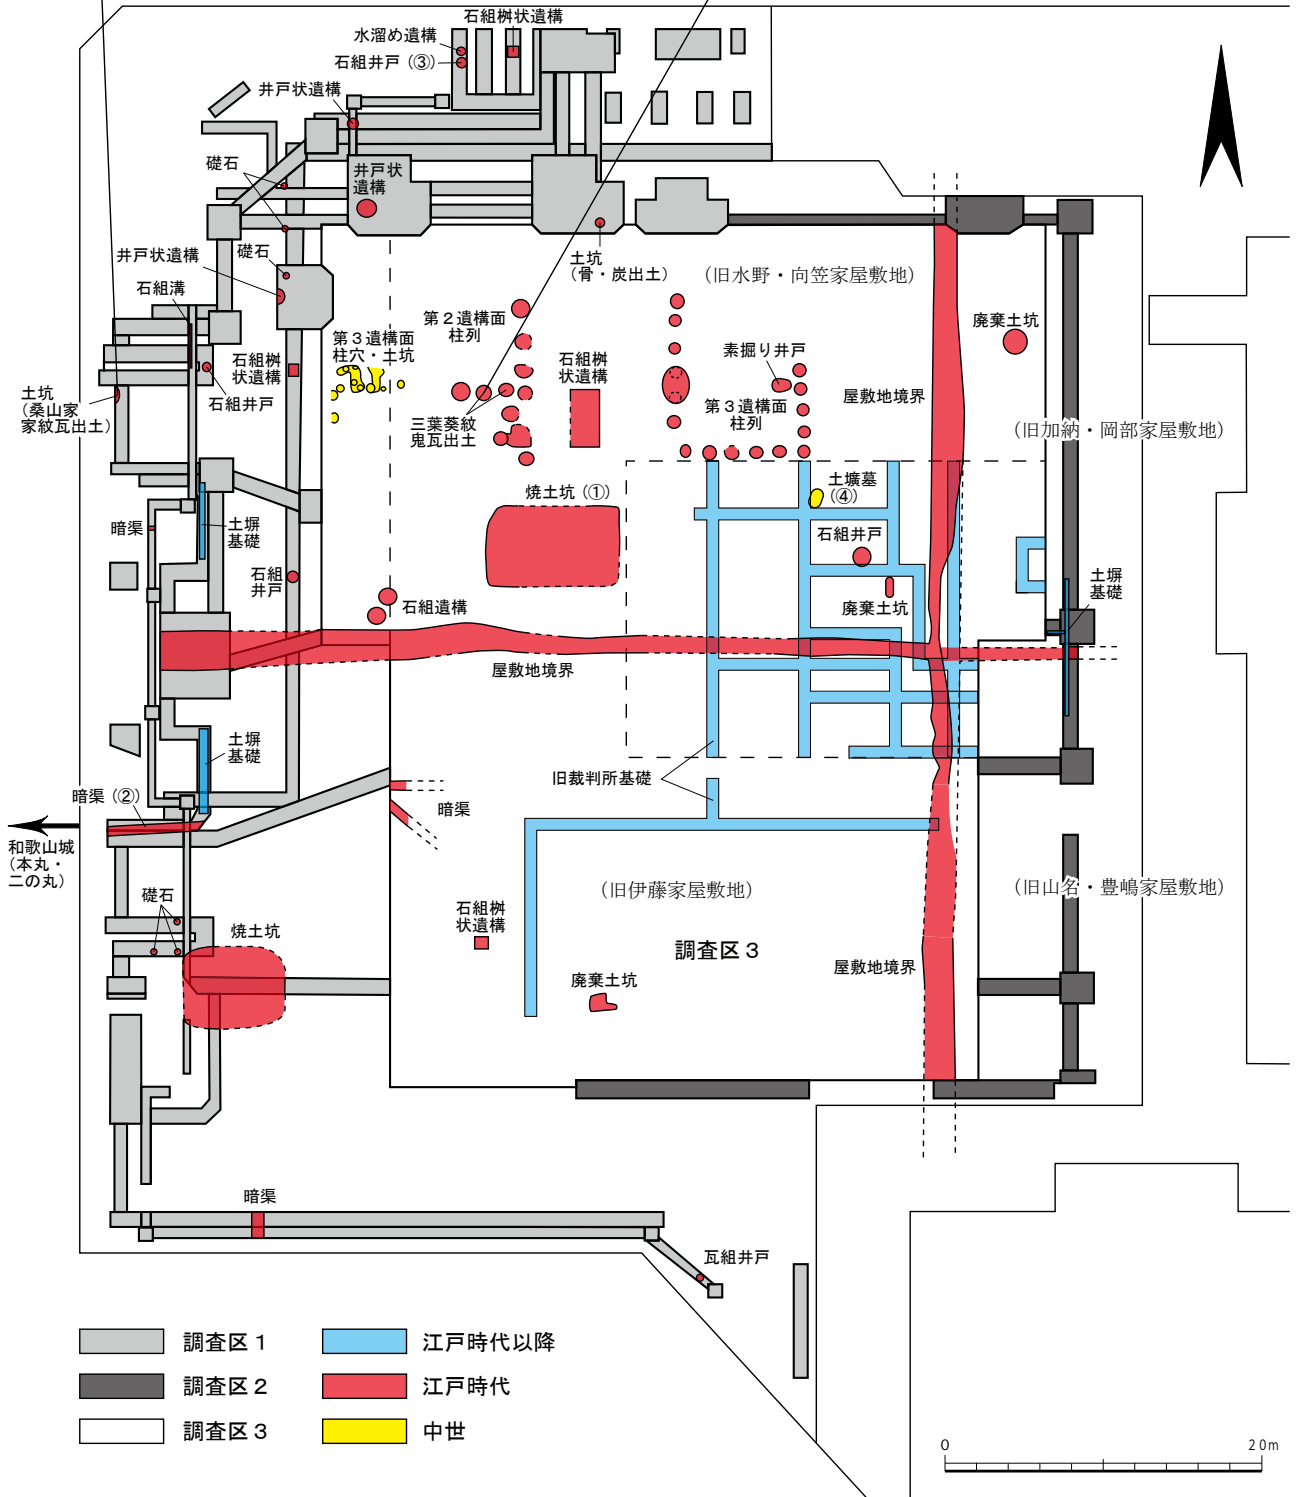 石組桝状遺構
水溜め遺構
石組井戸（③）
井戸状遺構
礎石
井戸状
遺構
井戸状遺構
礎石
土坑
（骨・炭出土）
（旧水野・向笠家屋敷地）
石組溝
第２遺構面
柱列
廃棄土坑
第３遺構面
柱穴・土坑
素掘り井戸
石組桝
状遺構
石組桝
状遺構
土坑
（桑山家
家紋瓦出土）
石組井戸
屋敷地境界
第３遺構面
柱列
三葉葵紋
鬼瓦出土
（旧加納・岡部家屋敷地）
焼土坑（①）
土壙墓
（④）
暗渠
土塀
基礎
石組井戸
石組
井戸
土塀
基礎
石組遺構
廃棄土坑
屋敷地境界
土塀
基礎
旧裁判所基礎
暗渠（②）
暗渠
和歌山城
（本丸・
二の丸）
（旧伊藤家屋敷地）
（旧山名・豊嶋家屋敷地）
礎石
石組桝
状遺構
焼土坑
調査区３
屋敷地境界
廃棄土坑
暗渠
瓦組井戸
調査区１
江戸時代以降
調査区２
江戸時代
調査区３
中世
0
20m